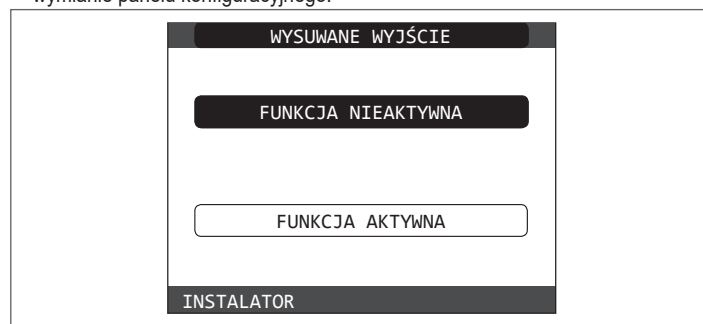 wymianie panelu konfiguracyjnego.
WYSUWANE WYJŚCIE
FUNKCJA NIEAKTYWNA
FUNKCJA AKTYWNA
INSTALATOR